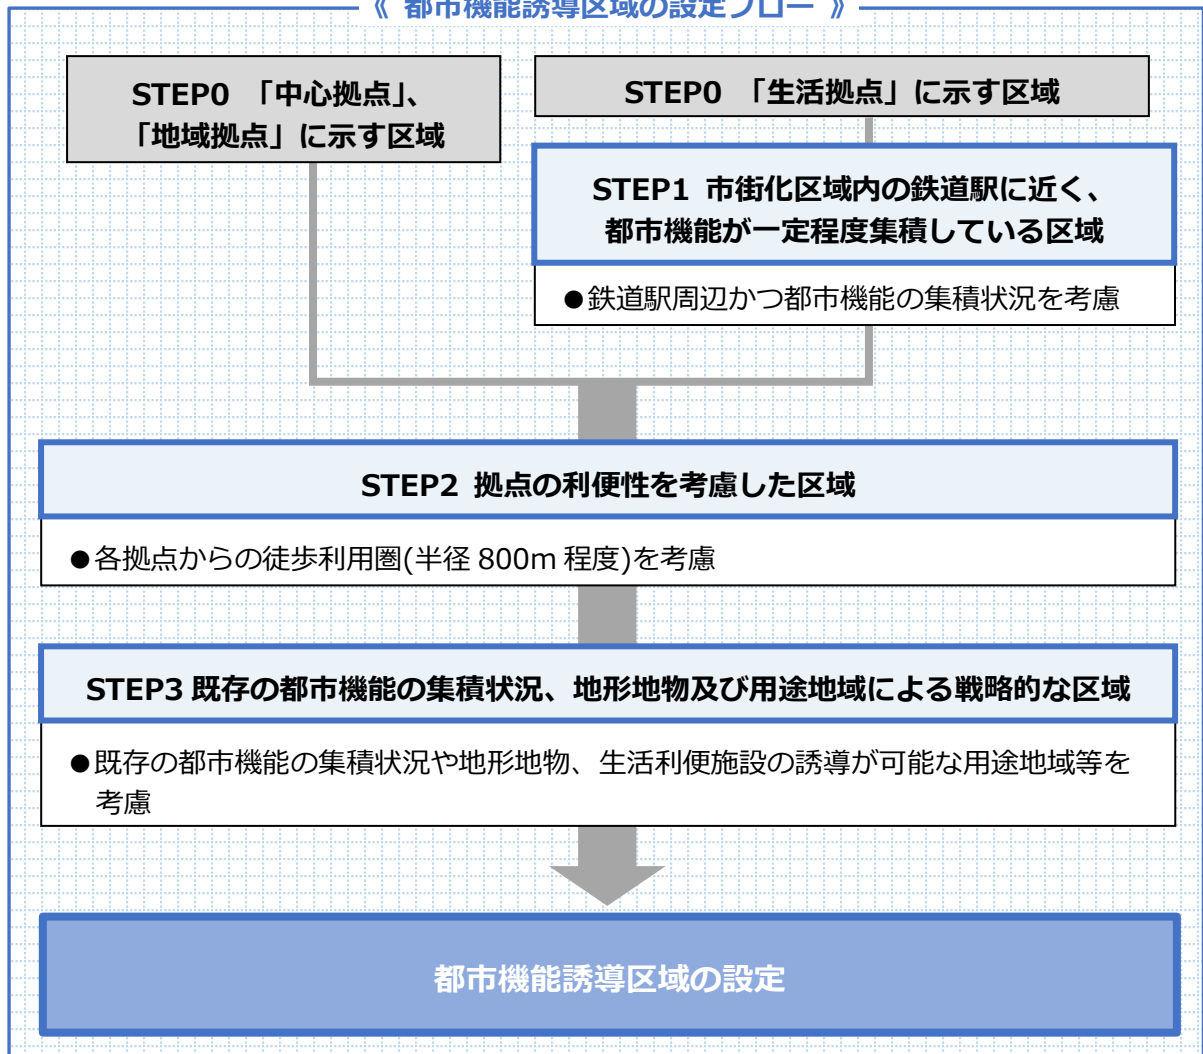 《 都市機能誘導区域の設定フロー 》
STEP0 「中心拠点」、
「地域拠点」に示す区域
STEP0 「生活拠点」に示す区域
STEP1 市街化区域内の鉄道駅に近く、
都市機能が一定程度集積している区域
●鉄道駅周辺かつ都市機能の集積状況を考慮
STEP2 拠点の利便性を考慮した区域
●各拠点からの徒歩利用圏(半径 800m 程度)を考慮
STEP3 既存の都市機能の集積状況、地形地物及び用途地域による戦略的な区域
●既存の都市機能の集積状況や地形地物、生活利便施設の誘導が可能な用途地域等を
考慮
都市機能誘導区域の設定